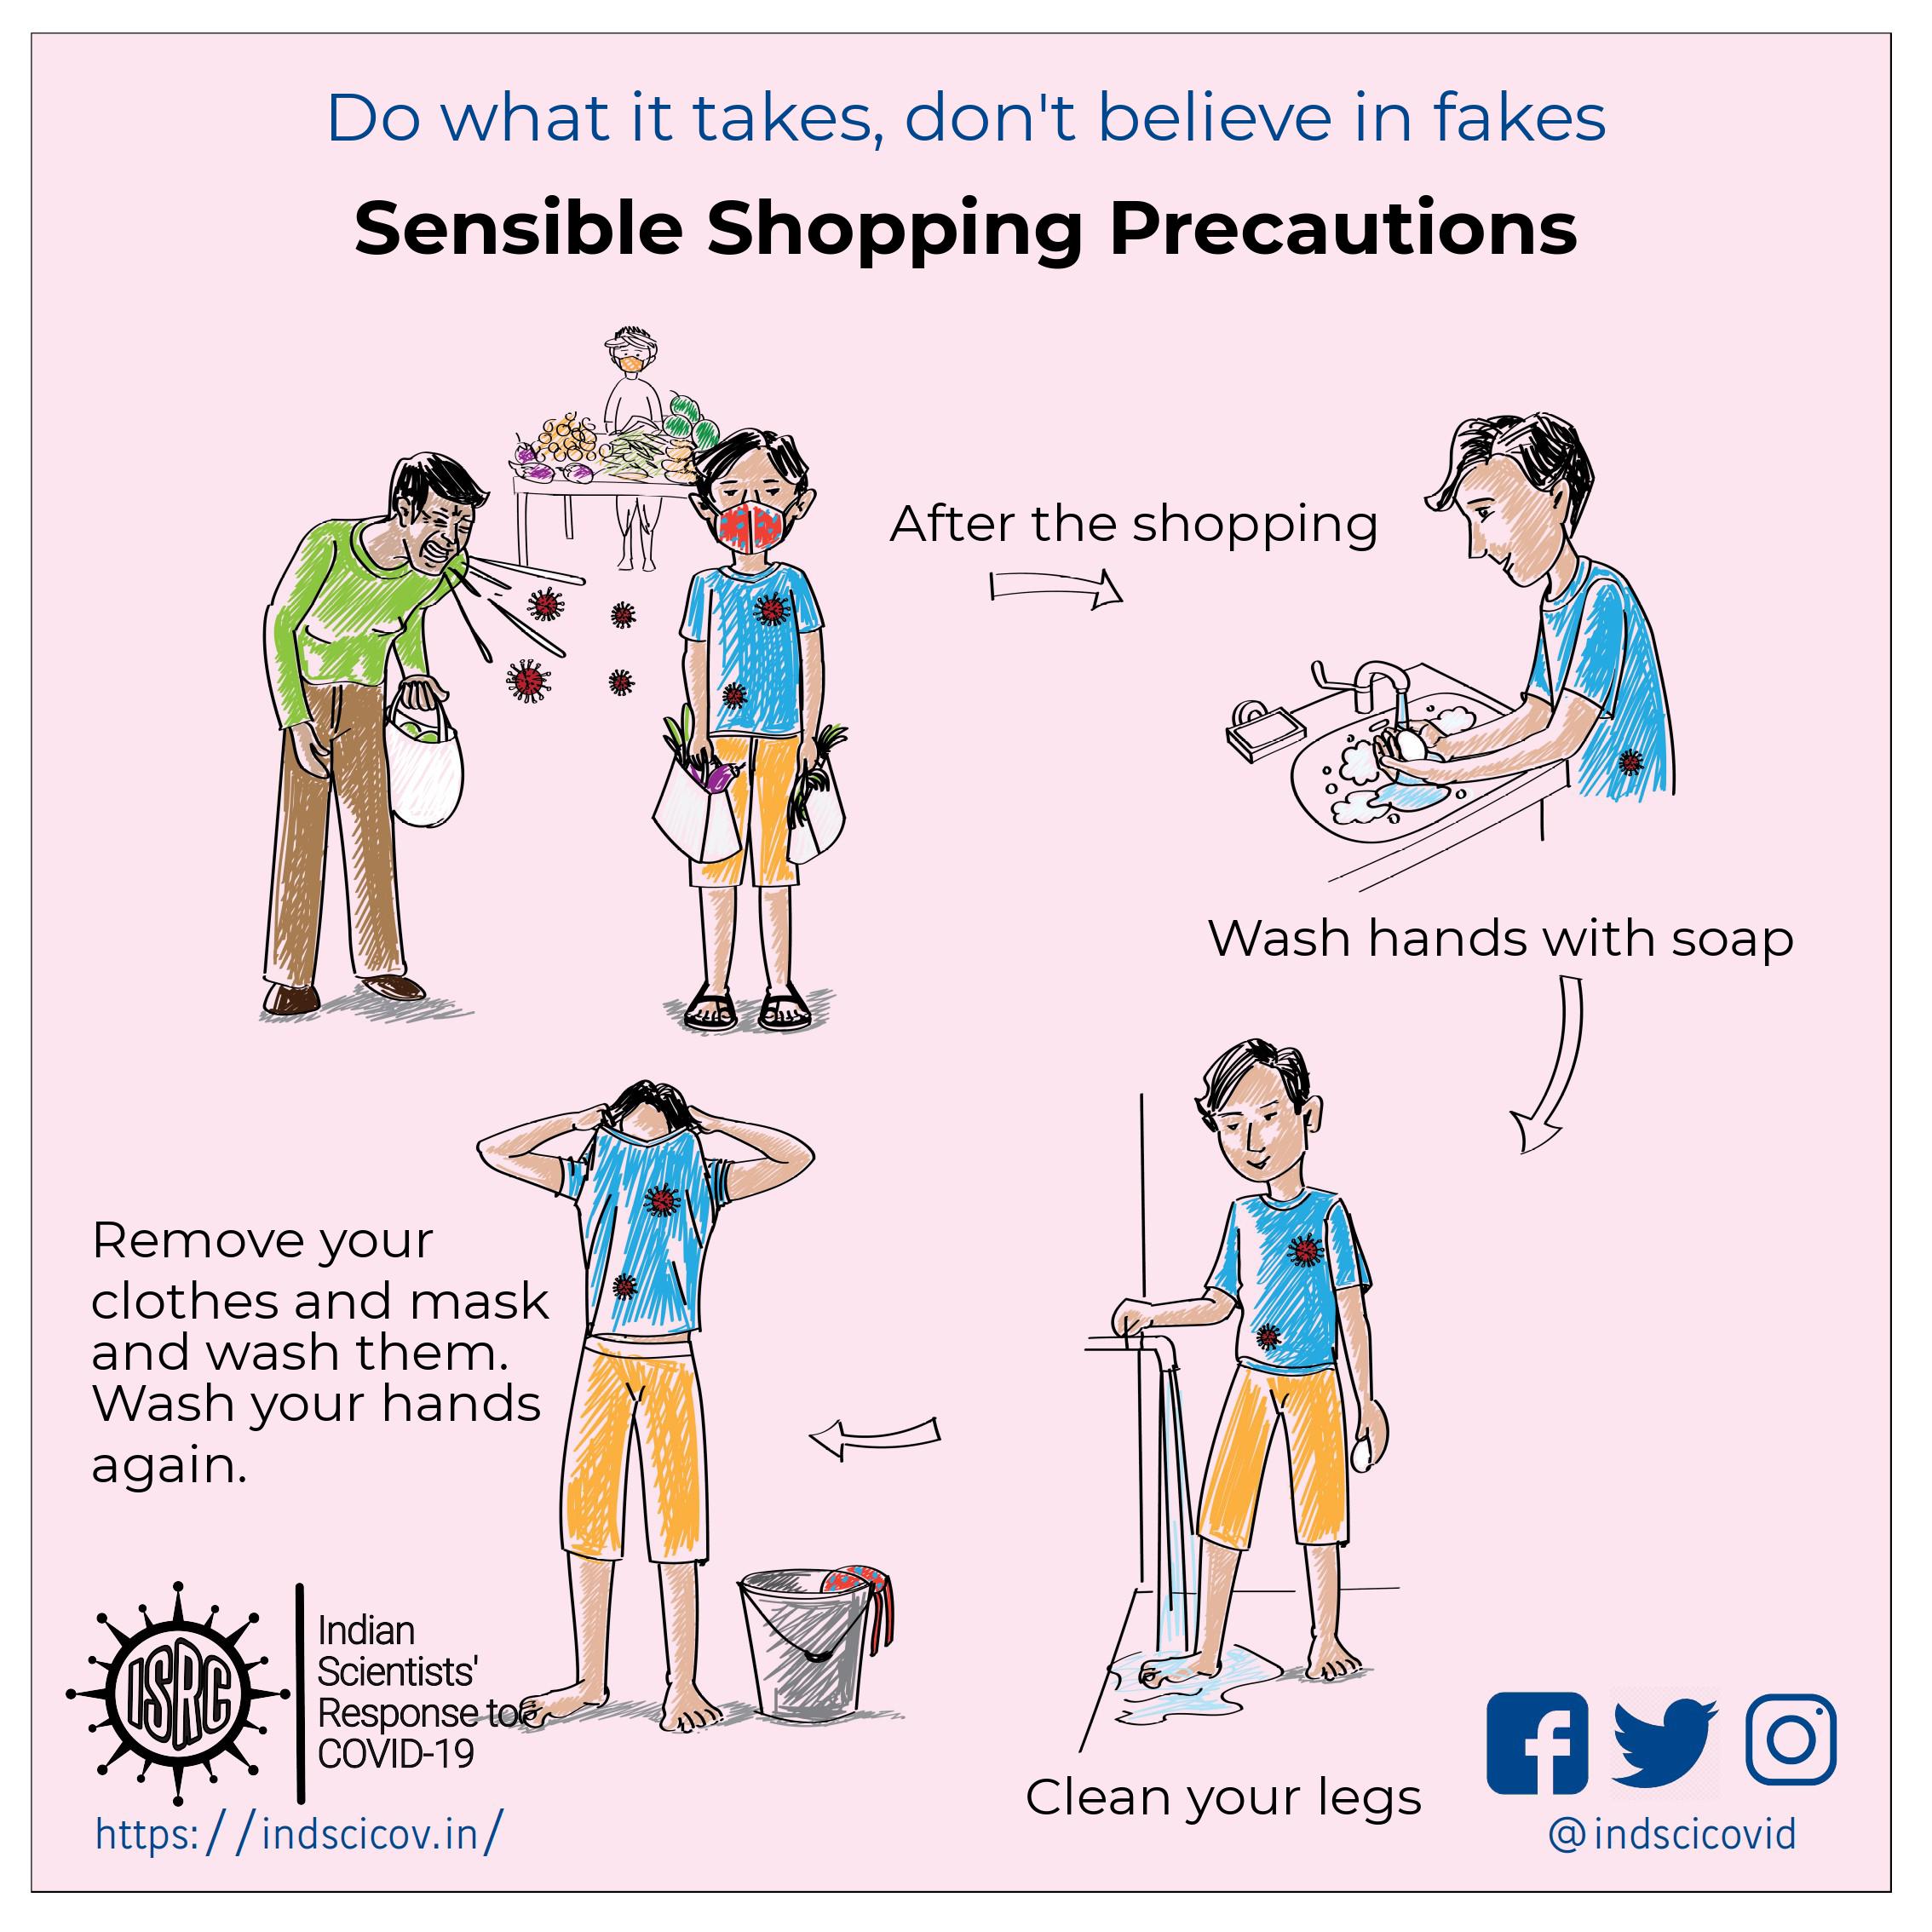 Do what it takes, don't believe in fakes
Sensible Shopping Precautions
After the shopping
Wash hands with soap
Remove your
clothes and mask
and wash them.
Wash your hands
again.
Clean your legs
ISRC
Indian
Scientists'
Response to
COVID-19
https://indscicov.in/
@indscicovid